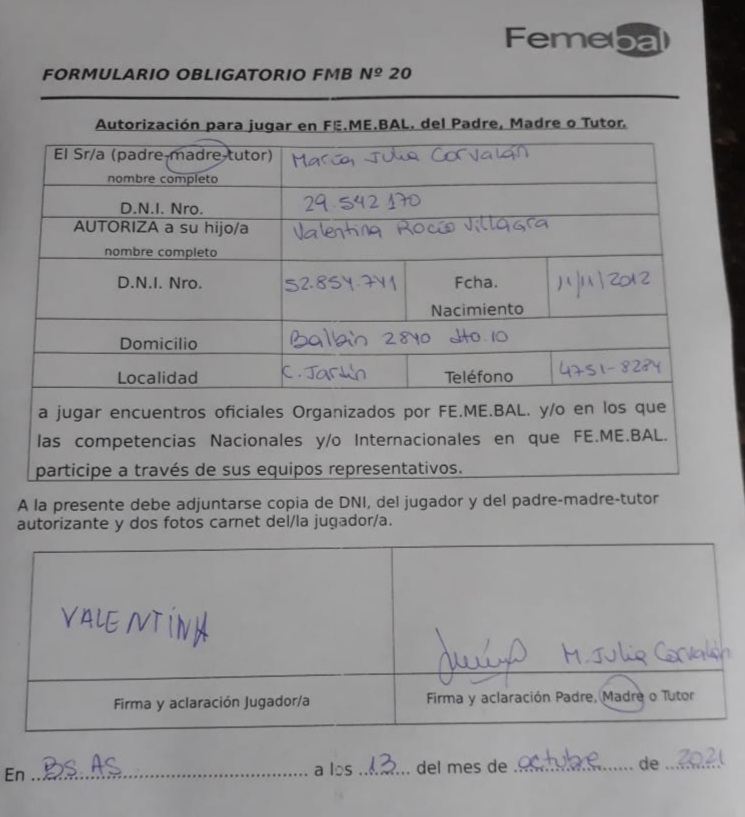 Femebal
FORMULARIO OBLIGATORIO FMB Nº 20
Autorización para jugar en FE.ME.BAL. del Padre, Madre o Tutor.
El Sr/a (padre-madre-tutor) María Julia Corvalán
nombre completo
D.N.I. Nro. 29.542.170
AUTORIZA a su hijo/a Valentina Rocío Villagra
nombre completo
D.N.I. Nro. 52.854.741 Fcha. 11/11/2012
Nacimiento
Domicilio Balbin 2840 dto.10
Localidad C. Jardín Teléfono 4751-8284
a jugar encuentros oficiales Organizados por FE.ME.BAL. y/o en los que
las competencias Nacionales y/o Internacionales en que FE.ME.BAL.
participe a través de sus equipos representativos.
A la presente debe adjuntarse copia de DNI, del jugador y del padre-madre-tutor
autorizante y dos fotos carnet del/la jugador/a.
VALENTINA
M. Julia Corvalán
Firma y aclaración Jugador/a Firma y aclaración Padre, Madre o Tutor
En BS. AS a los 13 del mes de octubre de 2021